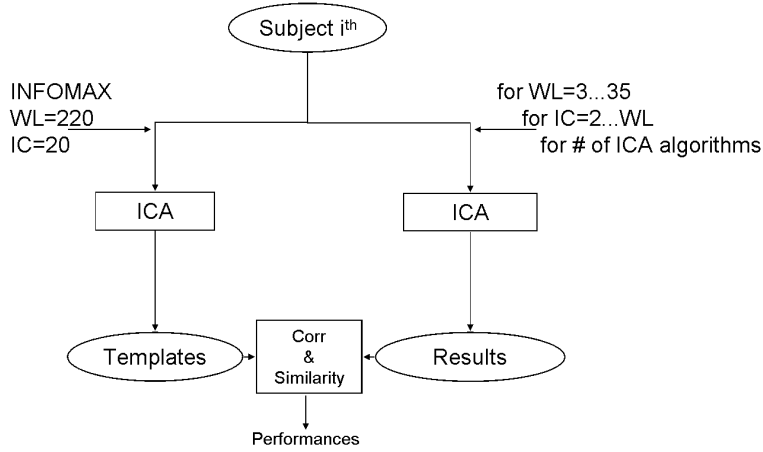 Subject iᵗʰ
INFOMAX
WL=220
IC=20
for WL=3...35
for IC=2...WL
for # of ICA algorithms
ICA
ICA
Templates
Corr
&
Similarity
Results
Performances